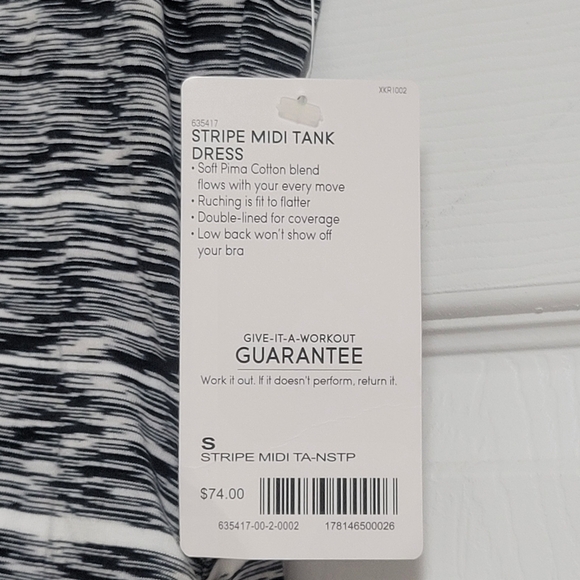 XKR1002
635417
STRIPE MIDI TANK
DRESS
• Soft Pima Cotton blend
flows with your every move
• Ruching is fit to flatter
• Double-lined for coverage
• Low back won't show off
your bra
GIVE-IT-A-WORKOUT
GUARANTEE
Work it out. If it doesn't perform, return it.
S
STRIPE MIDI TA-NSTP
$74.00
635417-00-2-0002 178146500026